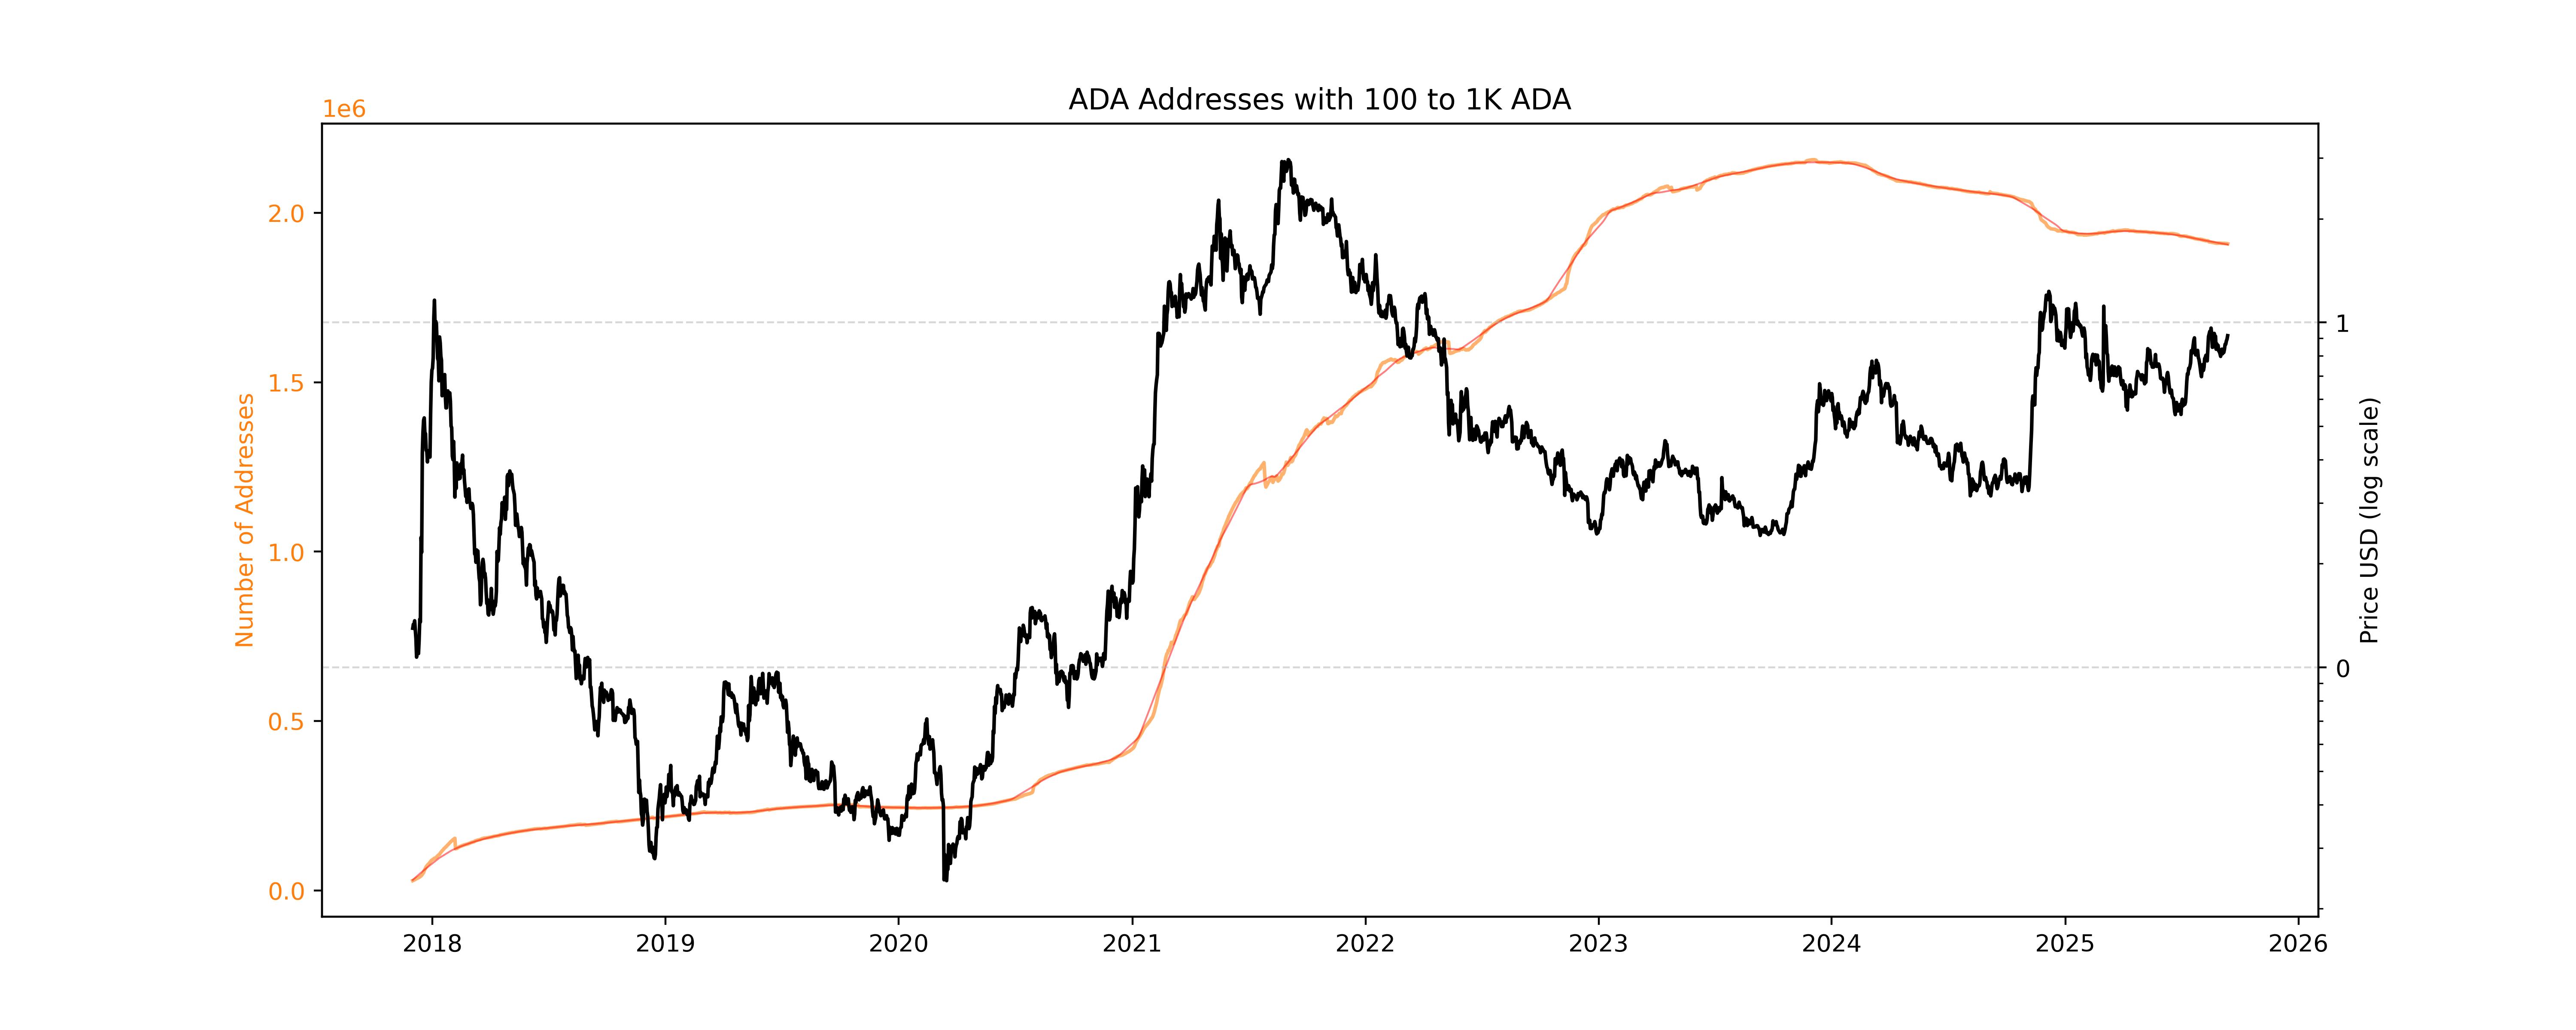 ADA Addresses with 100 to 1K ADA
1e6
2.0
1.5
1.0
0.5
0.0
Number of Addresses
1
0
Price USD (log scale)
2018 2019 2020 2021 2022 2023 2024 2025 2026